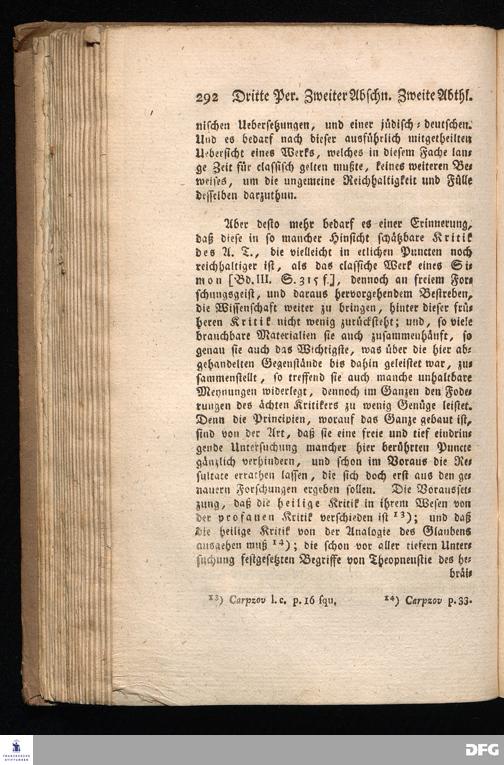 292 Dritte Per. Zweiter Abschn. Zweite Abthl.
nischen Uebersetzungen, und einer jüdisch-deutschen.
Und es bedarf nach dieser ausführlich mitgetheilten
Uebersicht eines Werks, welches in diesem Fache lan-
ge Zeit für classisch gelten mußte, keines weiteren Be-
weises, um die ungemeine Reichhaltigkeit und Fülle
desselben darzuthun.
Aber desto mehr bedarf es einer Erinnerung,
daß diese in so mancher Hinsicht schätzbare Kritik
des A. T., die vielleicht in etlichen Puncten noch
reichhaltiger ist, als das classiche Werk eines Si-
mon [Bd. III. S. 315 f.], dennoch an freiem For-
schungsgeist, und daraus hervorgehendem Bestreben,
die Wissenschaft weiter zu bringen, hinter dieser frü-
heren Kritik nicht wenig zurücksteht; und, so viele
brauchbare Materialien sie auch zusammenhäuft, so
genau sie auch das Wichtigste, was über die hier ab-
gehandelten Gegenstände bis dahin geleistet war, zu-
sammenstellt, so treffend sie auch manche unhaltbare
Meynungen widerlegt, dennoch im Ganzen den Fode-
rungen des ächten Kritikers zu wenig Genüge leistet.
Denn die Principien, worauf das Ganze gebaut ist,
sind von der Art, daß sie eine freie und tief eindrin-
gende Untersuchung mancher hier berührten Puncte
gänzlich verhindern, und schon im Voraus die Re-
sultate errathen lassen, die sich doch erst aus den ge-
nauern Forschungen ergeben sollen. Die Vorausset-
zung, daß die heilige Kritik in ihrem Wesen von
der profanen Kritik verschieden ist 13); und daß
die heilige Kritik von der Analogie des Glaubens
ausgehen muß 14); die schon vor aller tiefern Unter-
suchung festgesetzten Begriffe von Theopneustie des he-
bräi-
13) Carpzov l. c. p. 16 squ. 14) Carpzov p. 33.
FRANCKESCHE
STIFTUNGEN
DFG